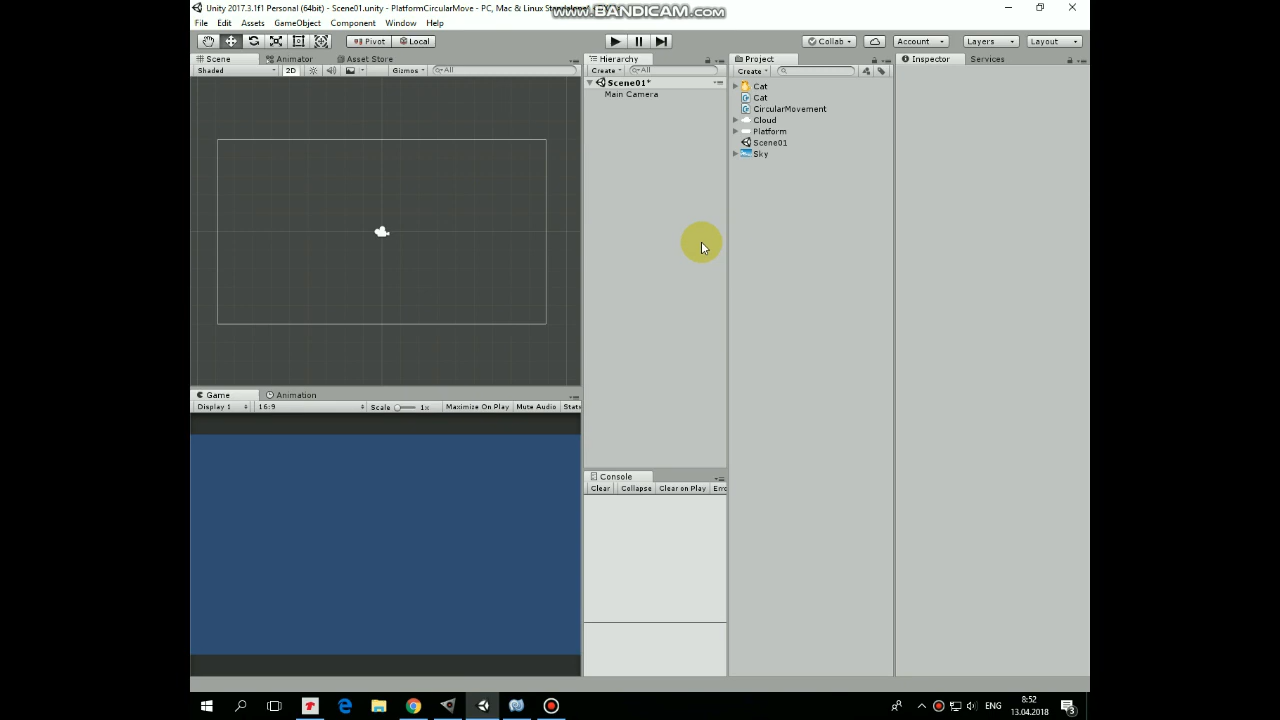 Unity 2017.3.1f1 Personal (64bit) - Scene01.unity - PlatformCircularMove - PC, Mac & Linux Standalone
WWW.BANDICAM.COM
File Edit Assets GameObject Component Window Help
Pivot Local Collab Account Layers Layout
Scene Animator Asset Store Hierarchy Project Inspector Services
Shaded 2D Gizmos All Create All Create
Scene01*
Main Camera
Cat
Cat
CircularMovement
Cloud
Platform
Scene01
Sky
Game Animation
Display 1 16:9 Scale 1x Maximize On Play Mute Audio Stats
Console
Clear Collapse Clear on Play Erro
ENG
8:52
13.04.2018
3